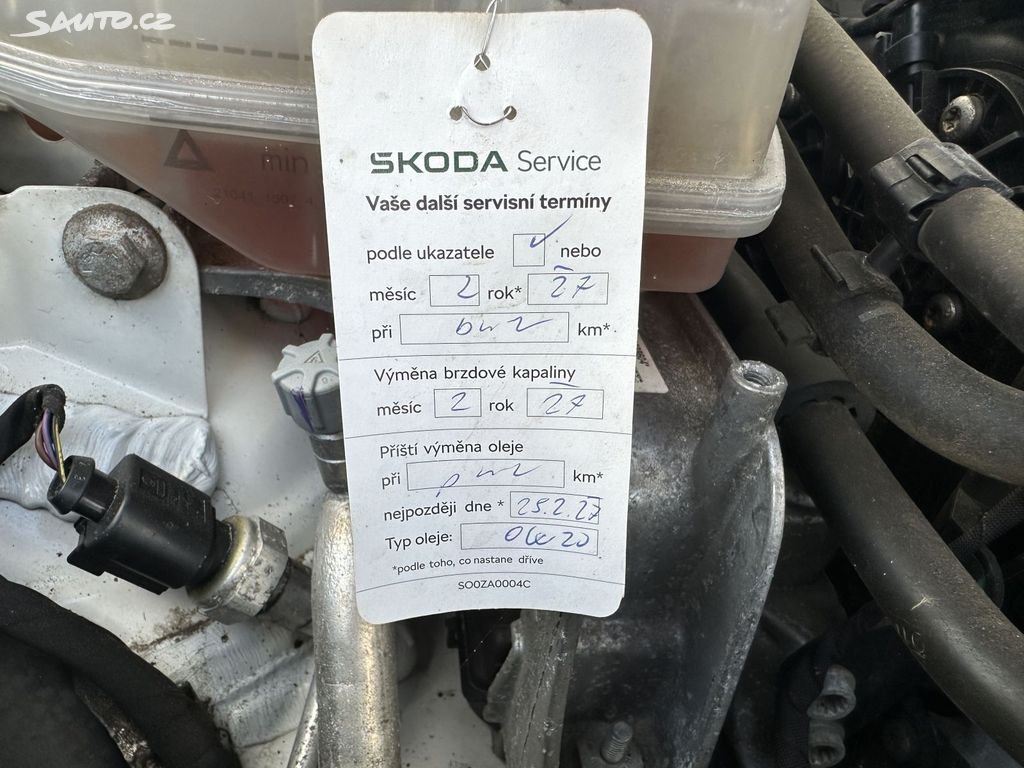 SAUTO.CZ
min
ŠKODA Service
Vaše další servisní termíny
podle ukazatele ✓ nebo
měsíc 2 rok* 27
při km*
Výměna brzdové kapaliny
měsíc 2 rok 27
Příští výměna oleje
při km*
nejpozději dne * 25.2.27
Typ oleje: 0W20
*podle toho, co nastane dříve
SO0ZA0004C